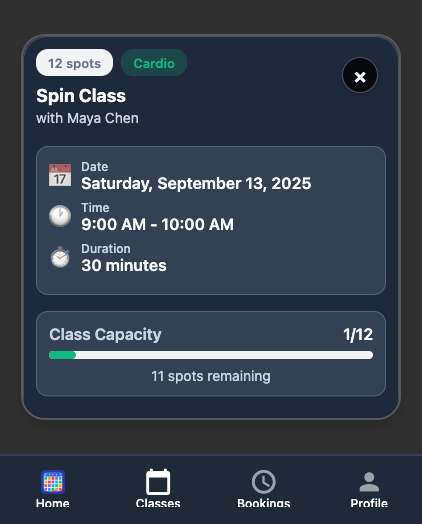 12 spots Cardio
×
Spin Class
with Maya Chen
17
Date
Saturday, September 13, 2025
Time
9:00 AM - 10:00 AM
Duration
30 minutes
Class Capacity 1/12
11 spots remaining
Home Classes Bookings Profile